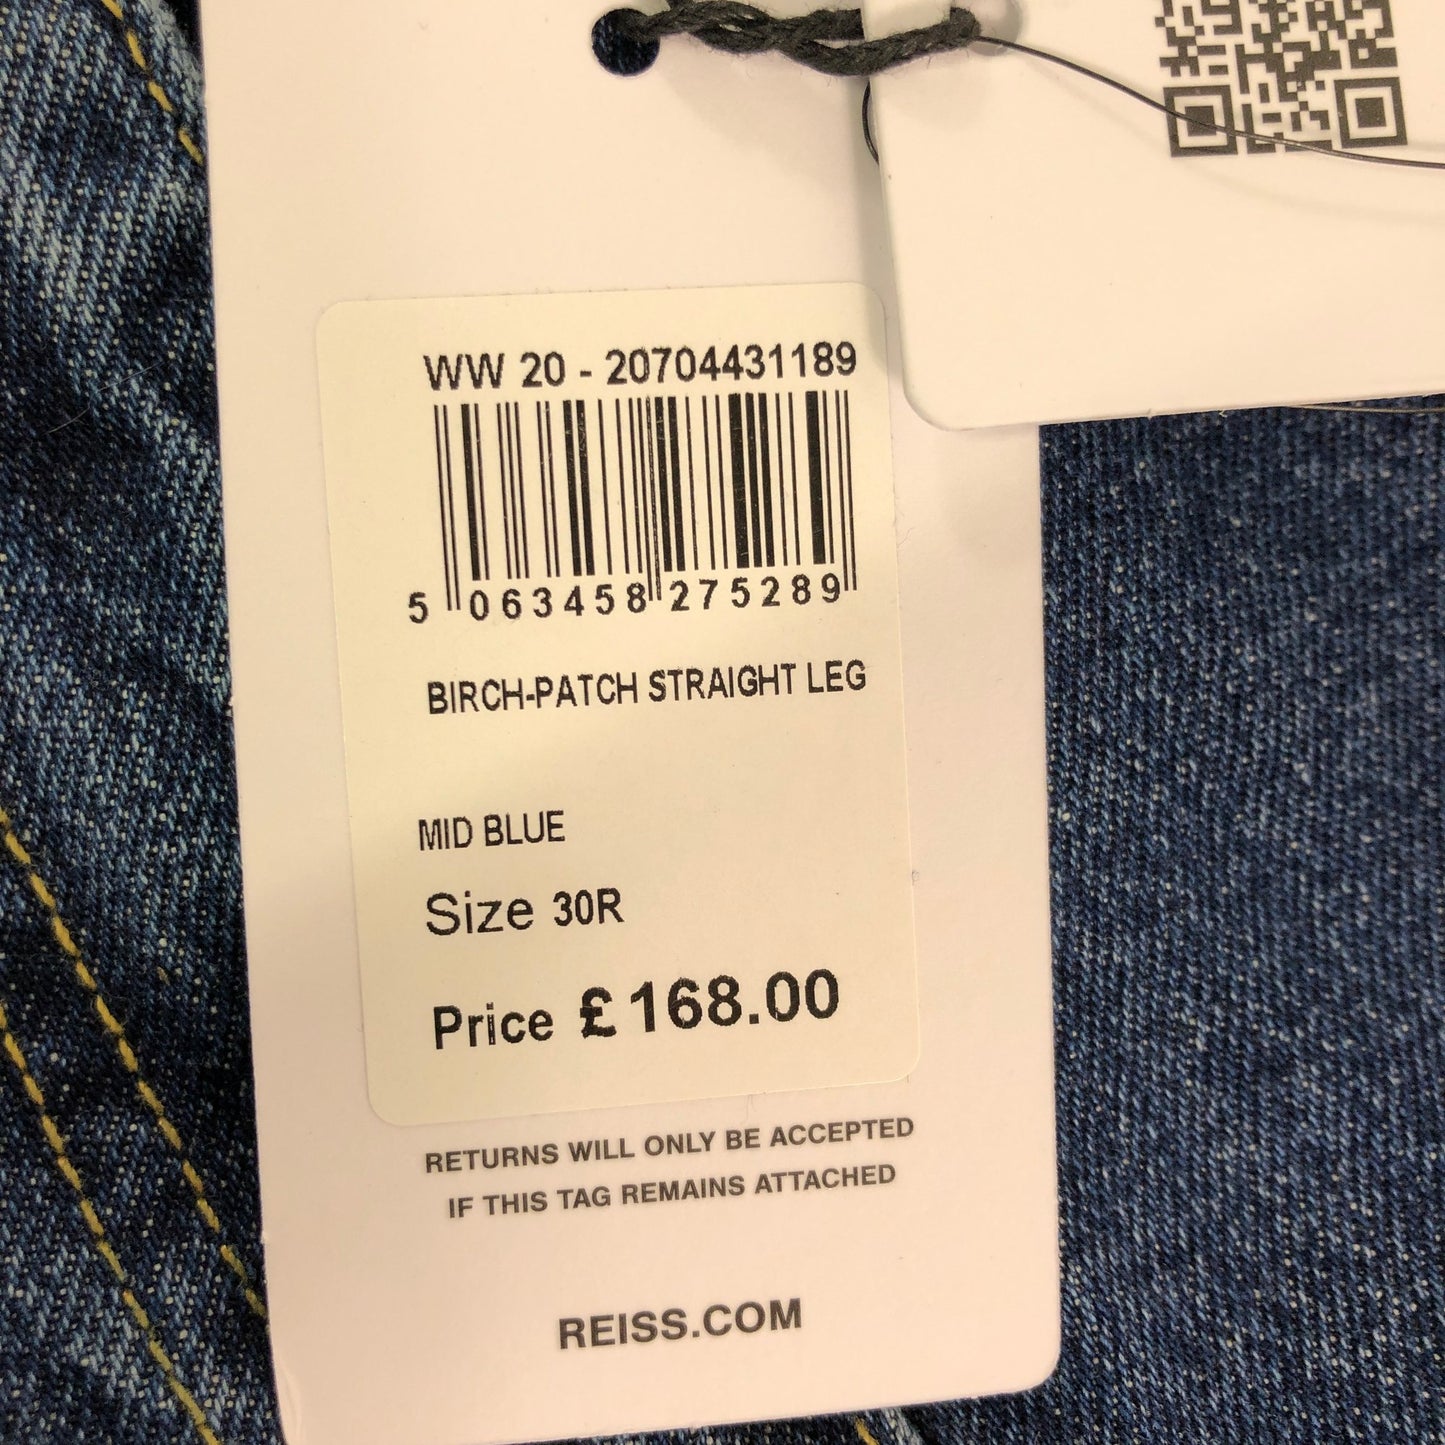 WW 20 - 20704431189
5 063458 275289
BIRCH-PATCH STRAIGHT LEG
MID BLUE
Size 30R
Price £ 168.00
RETURNS WILL ONLY BE ACCEPTED
IF THIS TAG REMAINS ATTACHED
REISS.COM